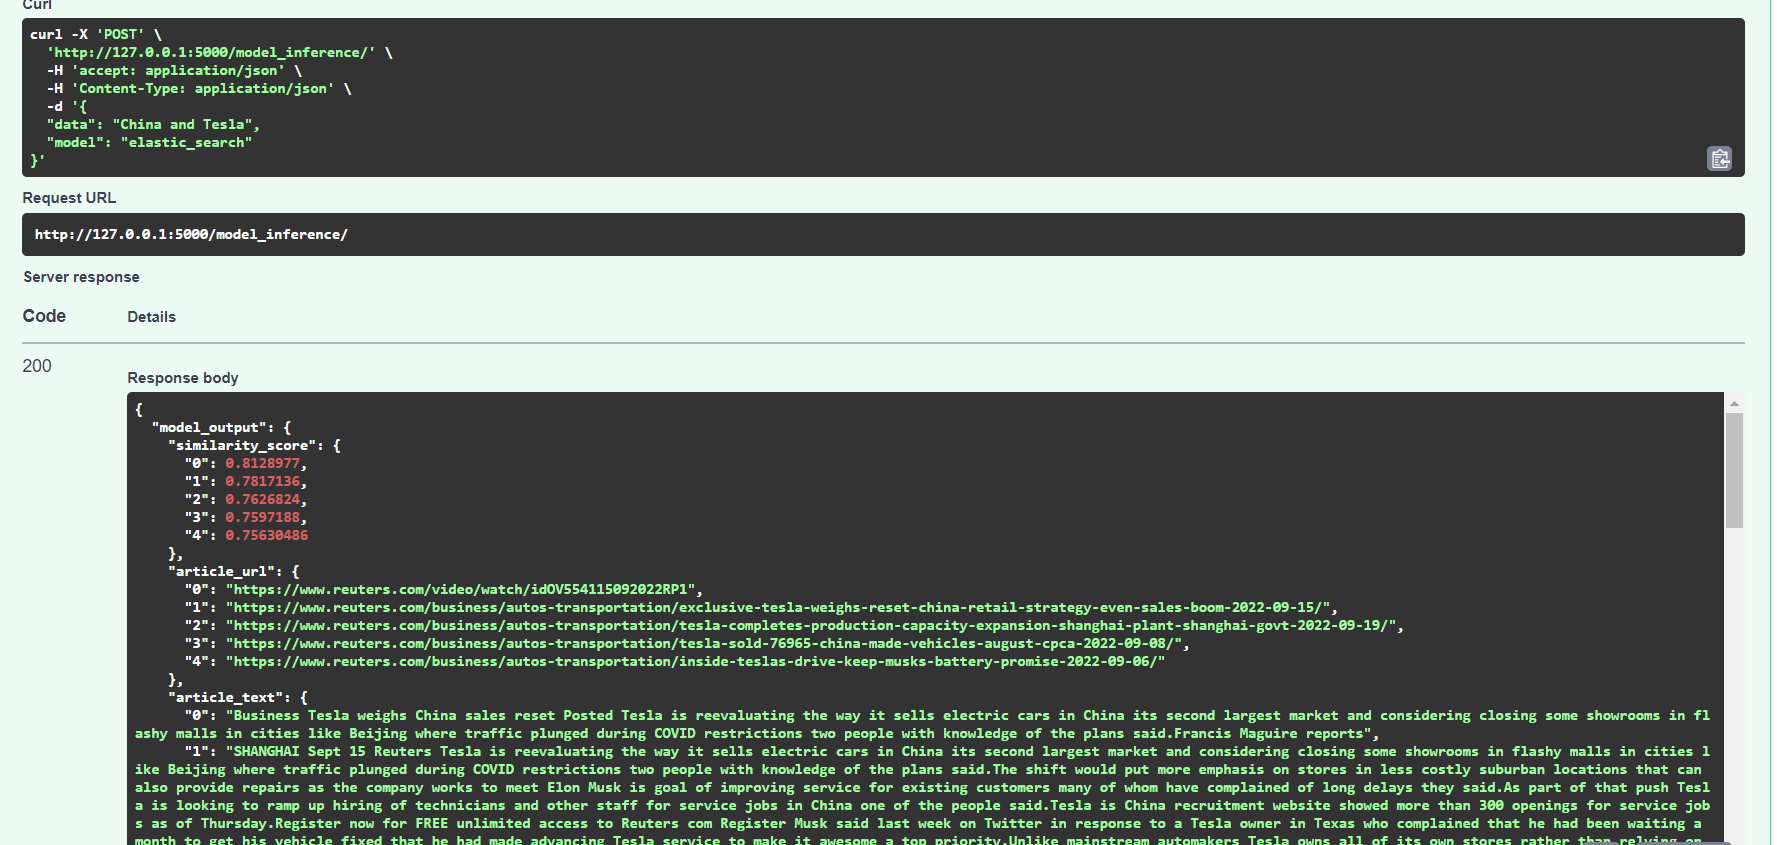 Curl
curl -X 'POST' \
'http://127.0.0.1:5000/model_inference/' \
-H 'accept: application/json' \
-H 'Content-Type: application/json' \
-d '{
"data": "China and Tesla",
"model": "elastic_search"
}'
Request URL
http://127.0.0.1:5000/model_inference/
Server response
Code Details
200
Response body
{
"model_output": {
"similarity_score": {
"0": 0.8128977,
"1": 0.7817136,
"2": 0.7626824,
"3": 0.7597188,
"4": 0.75630486
},
"article_url": {
"0": "https://www.reuters.com/video/watch/idOV554115092022RP1",
"1": "https://www.reuters.com/business/autos-transportation/exclusive-tesla-weighs-reset-china-retail-strategy-even-sales-boom-2022-09-15/",
"2": "https://www.reuters.com/business/autos-transportation/tesla-completes-production-capacity-expansion-shanghai-plant-shanghai-govt-2022-09-19/",
"3": "https://www.reuters.com/business/autos-transportation/tesla-sold-76965-china-made-vehicles-august-cpca-2022-09-08/",
"4": "https://www.reuters.com/business/autos-transportation/inside-teslas-drive-keep-musks-battery-promise-2022-09-06/"
},
"article_text": {
"0": "Business Tesla weighs China sales reset Posted Tesla is reevaluating the way it sells electric cars in China its second largest market and considering closing some showrooms in fl
ashy malls in cities like Beijing where traffic plunged during COVID restrictions two people with knowledge of the plans said.Francis Maguire reports",
"1": "SHANGHAI Sept 15 Reuters Tesla is reevaluating the way it sells electric cars in China its second largest market and considering closing some showrooms in flashy malls in cities l
ike Beijing where traffic plunged during COVID restrictions two people with knowledge of the plans said.The shift would put more emphasis on stores in less costly suburban locations that can
also provide repairs as the company works to meet Elon Musk is goal of improving service for existing customers many of whom have complained of long delays they said.As part of that push Tesl
a is looking to ramp up hiring of technicians and other staff for service jobs in China one of the people said.Tesla is China recruitment website showed more than 300 openings for service job
s as of Thursday.Register now for FREE unlimited access to Reuters com Register Musk said last week on Twitter in response to a Tesla owner in Texas who complained that he had been waiting a
month to get his vehicle fixed that he had made advancing Tesla service to make it awesome a top priority.Unlike mainstream automakers Tesla owns all of its own stores rather than relying on